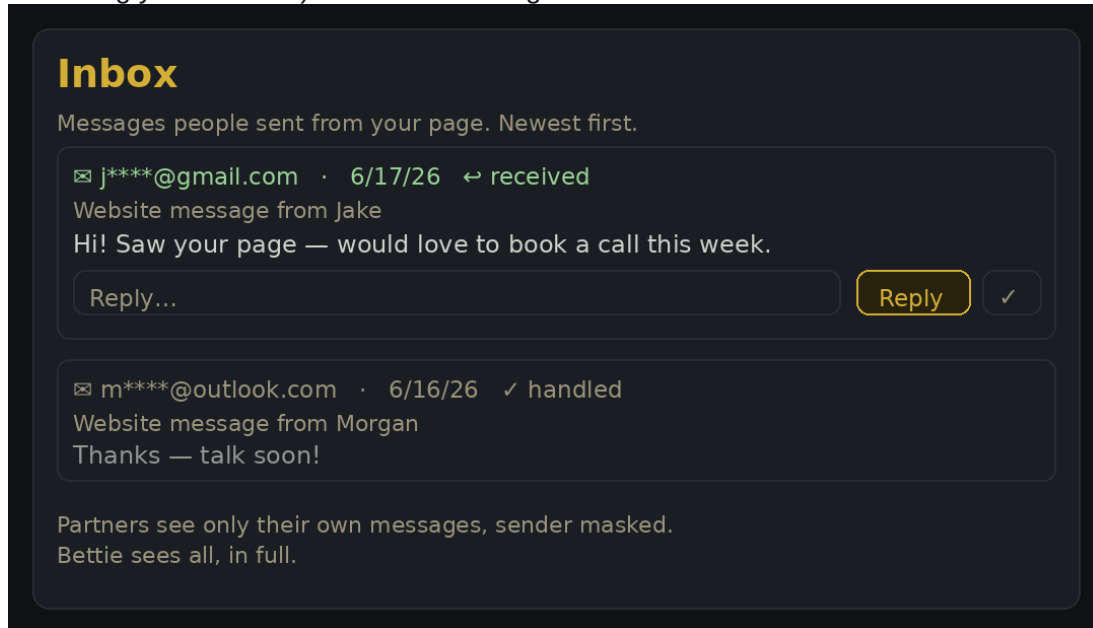 Inbox
Messages people sent from your page. Newest first.
✉ j****@gmail.com · 6/17/26 ↩ received
Website message from Jake
Hi! Saw your page — would love to book a call this week.
Reply...
Reply
✓
✉ m****@outlook.com · 6/16/26 ✓ handled
Website message from Morgan
Thanks — talk soon!
Partners see only their own messages, sender masked.
Bettie sees all, in full.